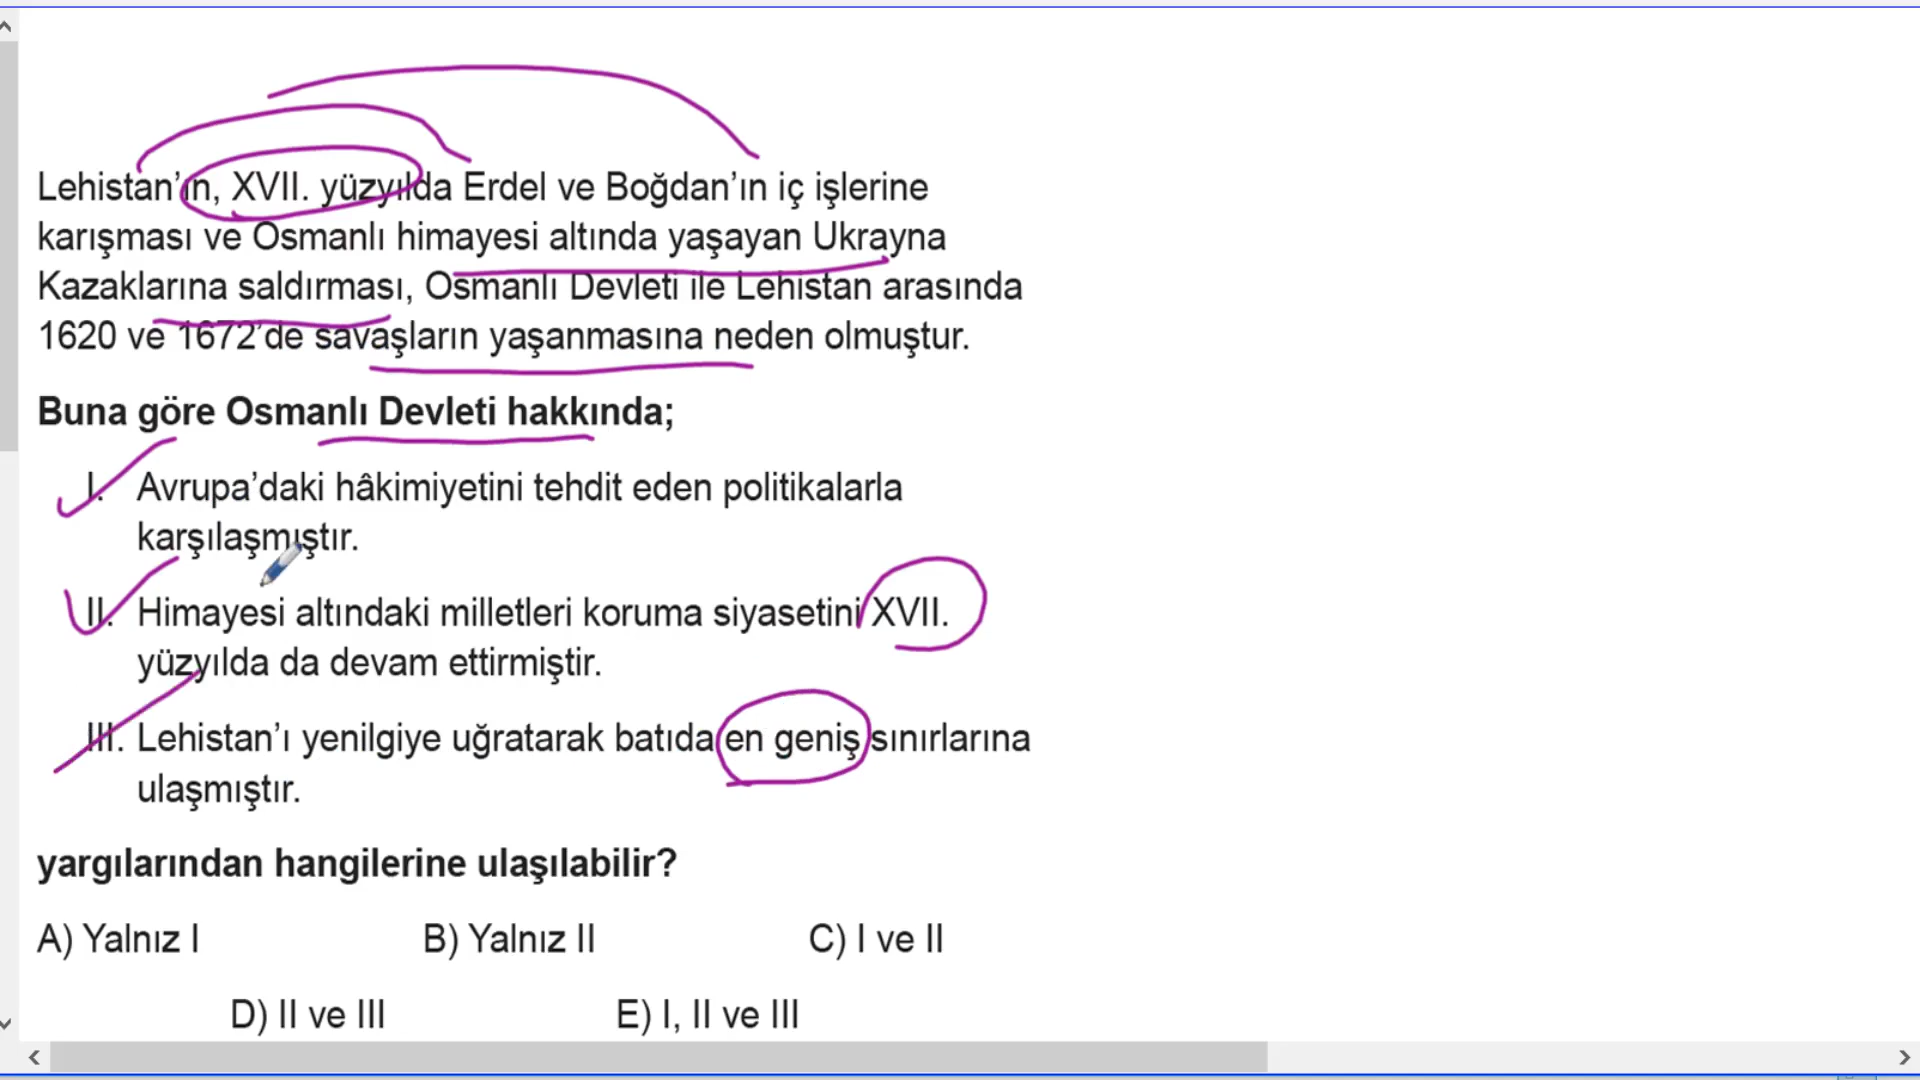 Lehistan’ın, XVII. yüzyılda Erdel ve Boğdan’ın iç işlerine
karışması ve Osmanlı himayesi altında yaşayan Ukrayna
Kazaklarına saldırması, Osmanlı Devleti ile Lehistan arasında
1620 ve 1672’de savaşların yaşanmasına neden olmuştur.
Buna göre Osmanlı Devleti hakkında;
I. Avrupa’daki hâkimiyetini tehdit eden politikalarla
karşılaşmıştır.
II. Himayesi altındaki milletleri koruma siyasetini XVII.
yüzyılda da devam ettirmiştir.
III. Lehistan’ı yenilgiye uğratarak batıda en geniş sınırlarına
ulaşmıştır.
yargılarından hangilerine ulaşılabilir?
A) Yalnız I B) Yalnız II C) I ve II
D) II ve III E) I, II ve III